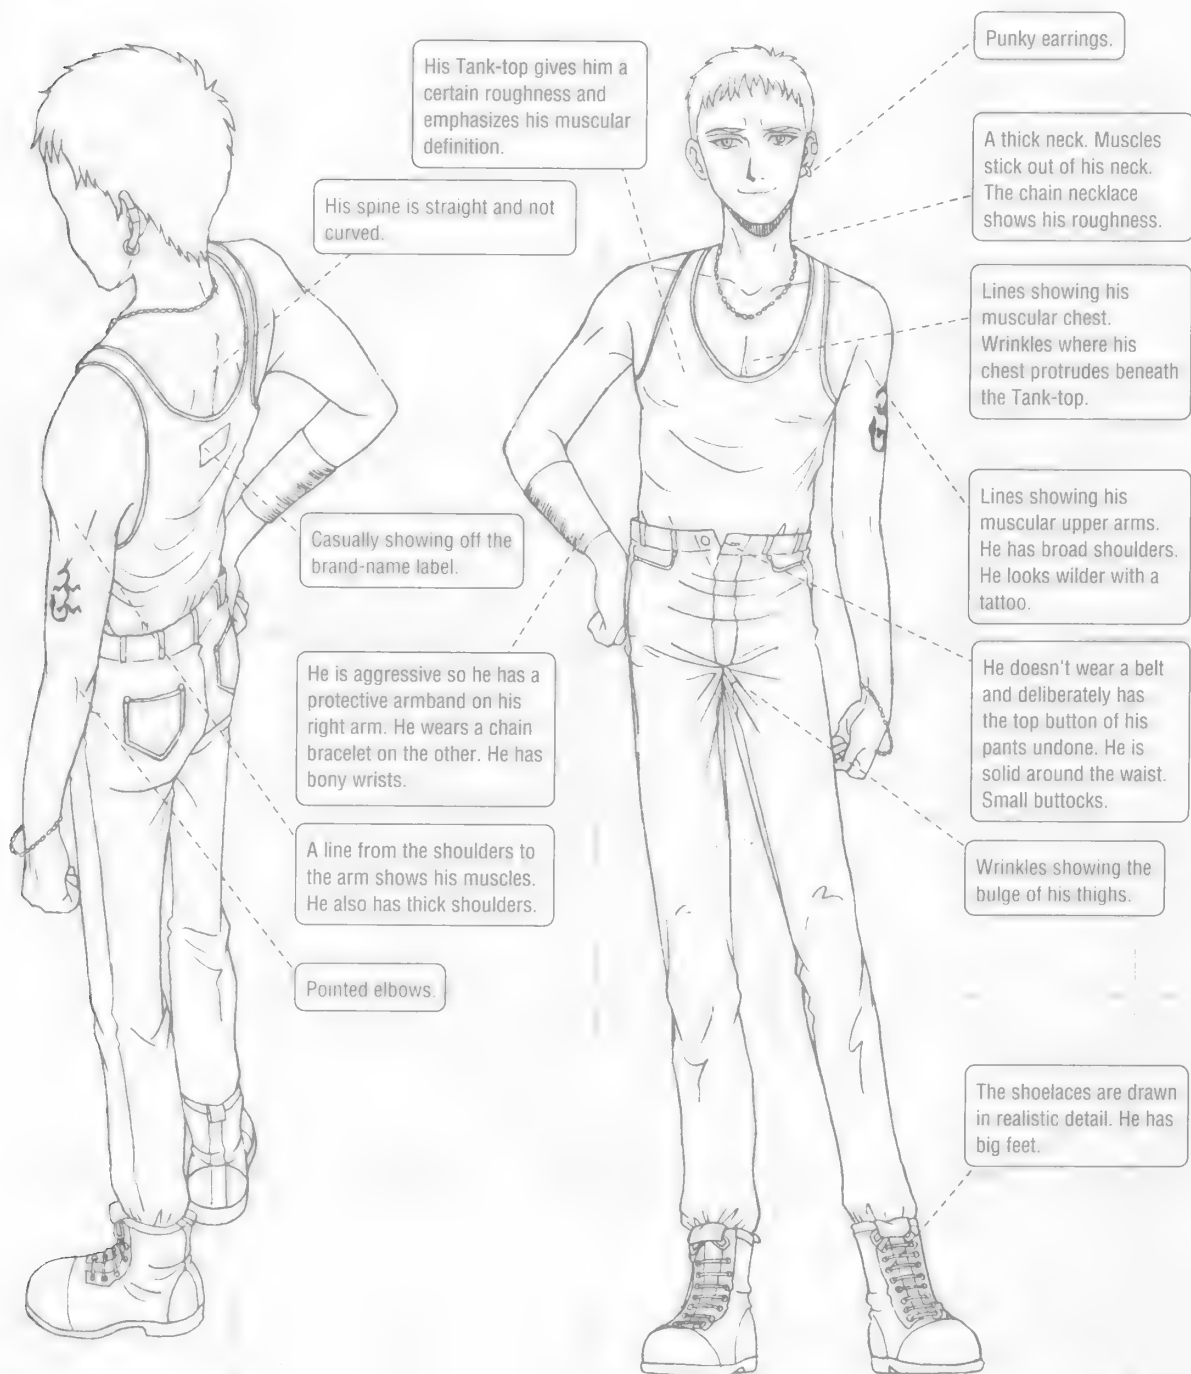 Punky earrings.
His Tank-top gives him a
certain roughness and
emphasizes his muscular
definition.
A thick neck. Muscles
stick out of his neck.
The chain necklace
shows his roughness.
His spine is straight and not
curved.
Lines showing his
muscular chest.
Wrinkles where his
chest protrudes beneath
the Tank-top.
Lines showing his
muscular upper arms.
He has broad shoulders.
He looks wilder with a
tattoo.
Casually showing off the
brand-name label.
He is aggressive so he has a
protective armband on his
right arm. He wears a chain
bracelet on the other. He has
bony wrists.
He doesn't wear a belt
and deliberately has
the top button of his
pants undone. He is
solid around the waist.
Small buttocks.
A line from the shoulders to
the arm shows his muscles.
He also has thick shoulders.
Wrinkles showing the
bulge of his thighs.
Pointed elbows.
The shoelaces are drawn
in realistic detail. He has
big feet.